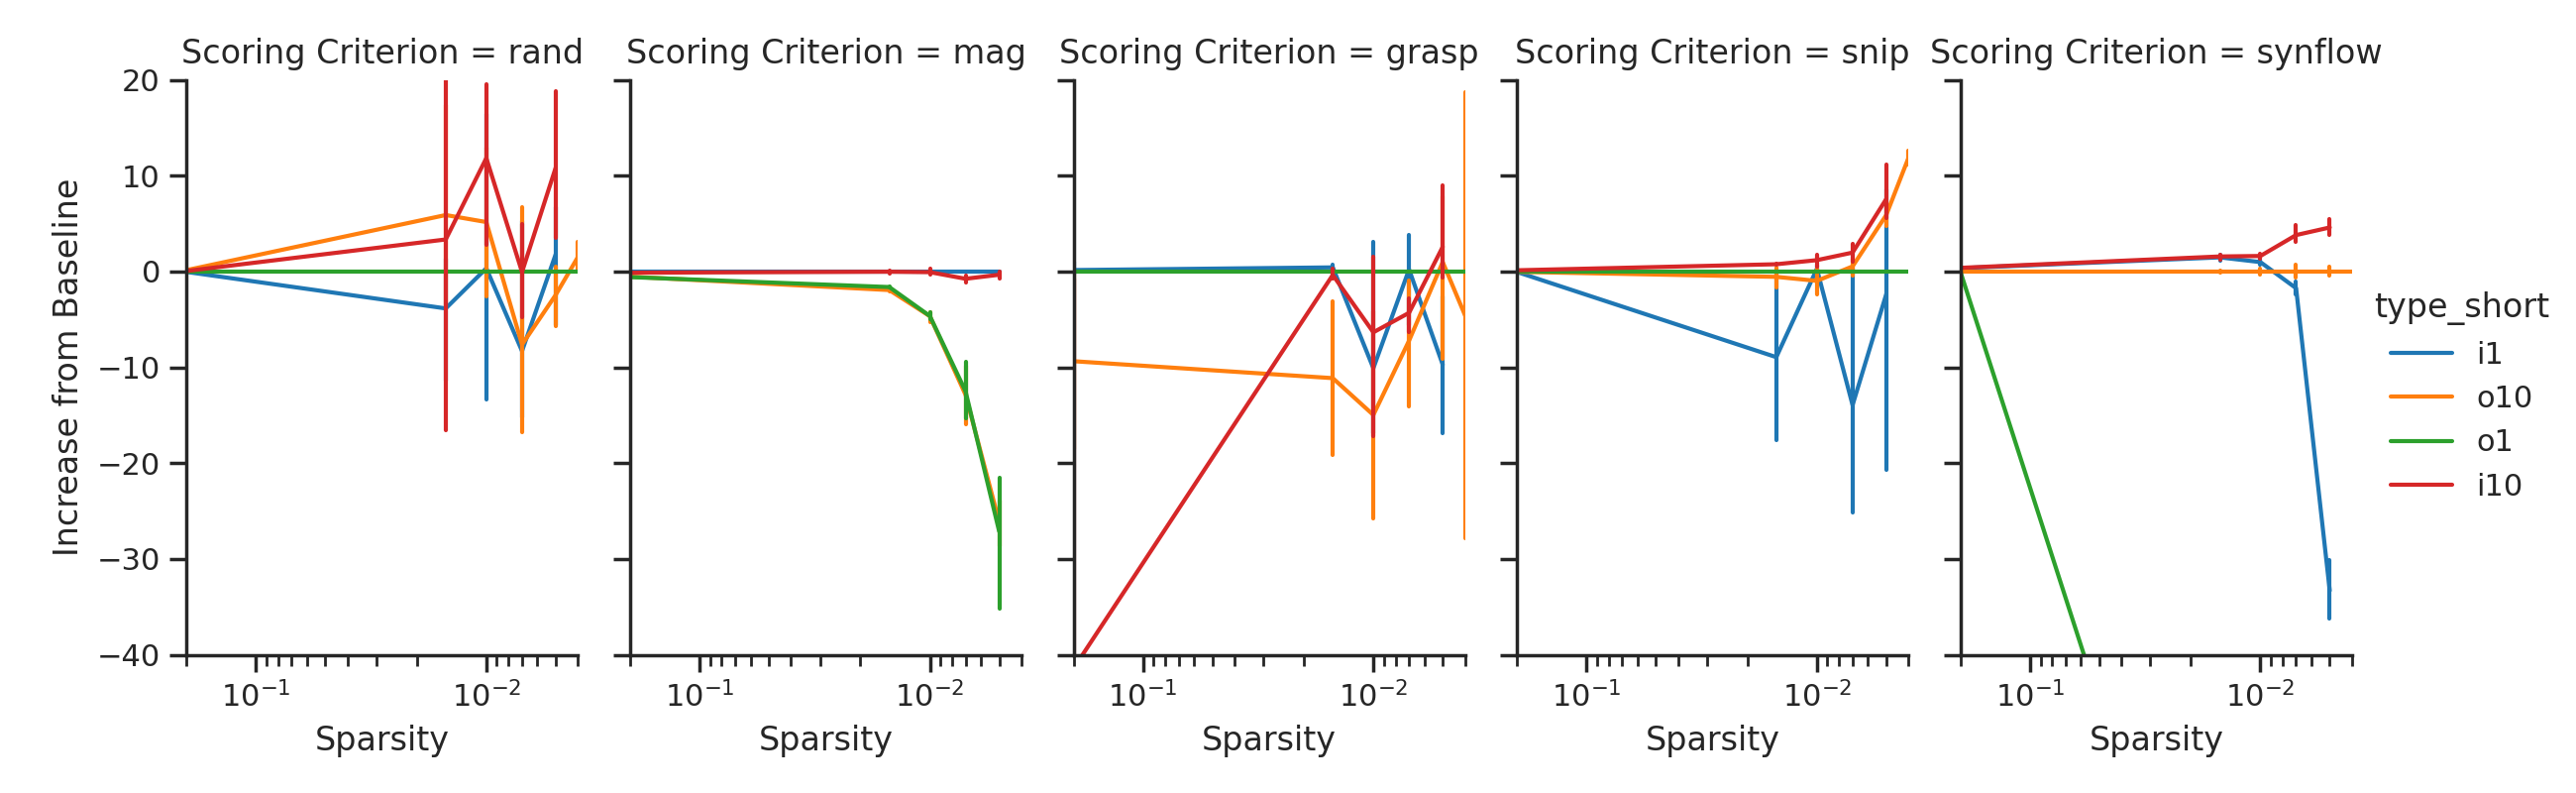 Scoring Criterion = rand
Scoring Criterion = mag
Scoring Criterion = grasp
Scoring Criterion = snip
Scoring Criterion = synflow
Increase from Baseline
20
10
0
−10
−20
−30
−40
10⁻¹
10⁻²
10⁻¹
10⁻²
10⁻¹
10⁻²
10⁻¹
10⁻²
10⁻¹
10⁻²
Sparsity
Sparsity
Sparsity
Sparsity
Sparsity
type_short
i1
o10
o1
i10